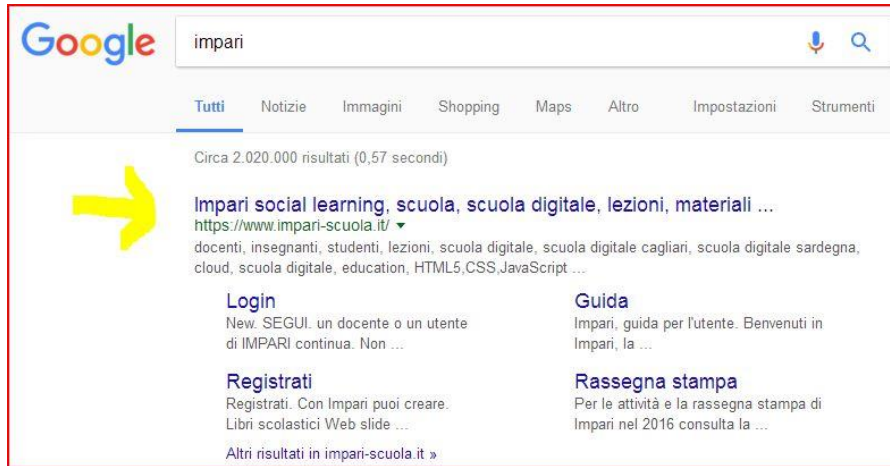 Google
impari
Tutti Notizie Immagini Shopping Maps Altro Impostazioni Strumenti
Circa 2.020.000 risultati (0,57 secondi)
Impari social learning, scuola, scuola digitale, lezioni, materiali ...
https://www.impari-scuola.it/
docenti, insegnanti, studenti, lezioni, scuola digitale, scuola digitale cagliari, scuola digitale sardegna,
cloud, scuola digitale, education, HTML5,CSS,JavaScript ...
Login
New. SEGUI. un docente o un utente
di IMPARI continua. Non ...
Guida
Impari, guida per l'utente. Benvenuti in
Impari, la ...
Registrati
Registrati. Con Impari puoi creare.
Libri scolastici Web slide ...
Rassegna stampa
Per le attività e la rassegna stampa di
Impari nel 2016 consulta la ...
Altri risultati in impari-scuola.it »